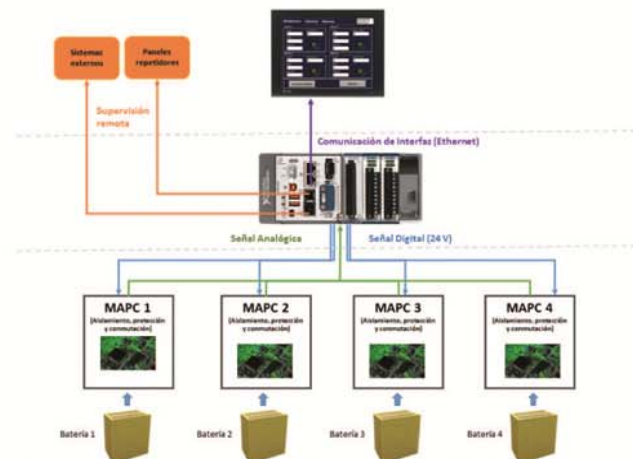 Sistemas
externos
Paneles
repetidores
Supervisión
remota
Comunicación de Interfaz (Ethernet)
Señal Analógica
Señal Digital (24 V)
MAPC 1
(Aislamiento, protección
y conmutación)
MAPC 2
(Aislamiento, protección
y conmutación)
MAPC 3
(Aislamiento, protección
y conmutación)
MAPC 4
(Aislamiento, protección
y conmutación)
Batería 1
Batería 2
Batería 3
Batería 4